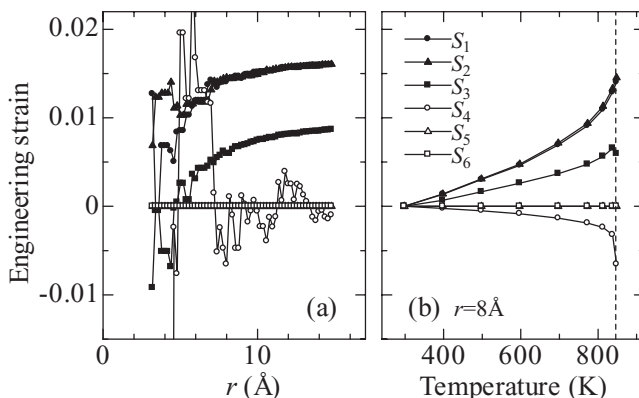 Engineering strain
0.02
0.01
0
-0.01
(a)
0
10
r (Å)
S₁
S₂
S₃
S₄
S₅
S₆
(b)
r=8Å
400
600
800
Temperature (K)